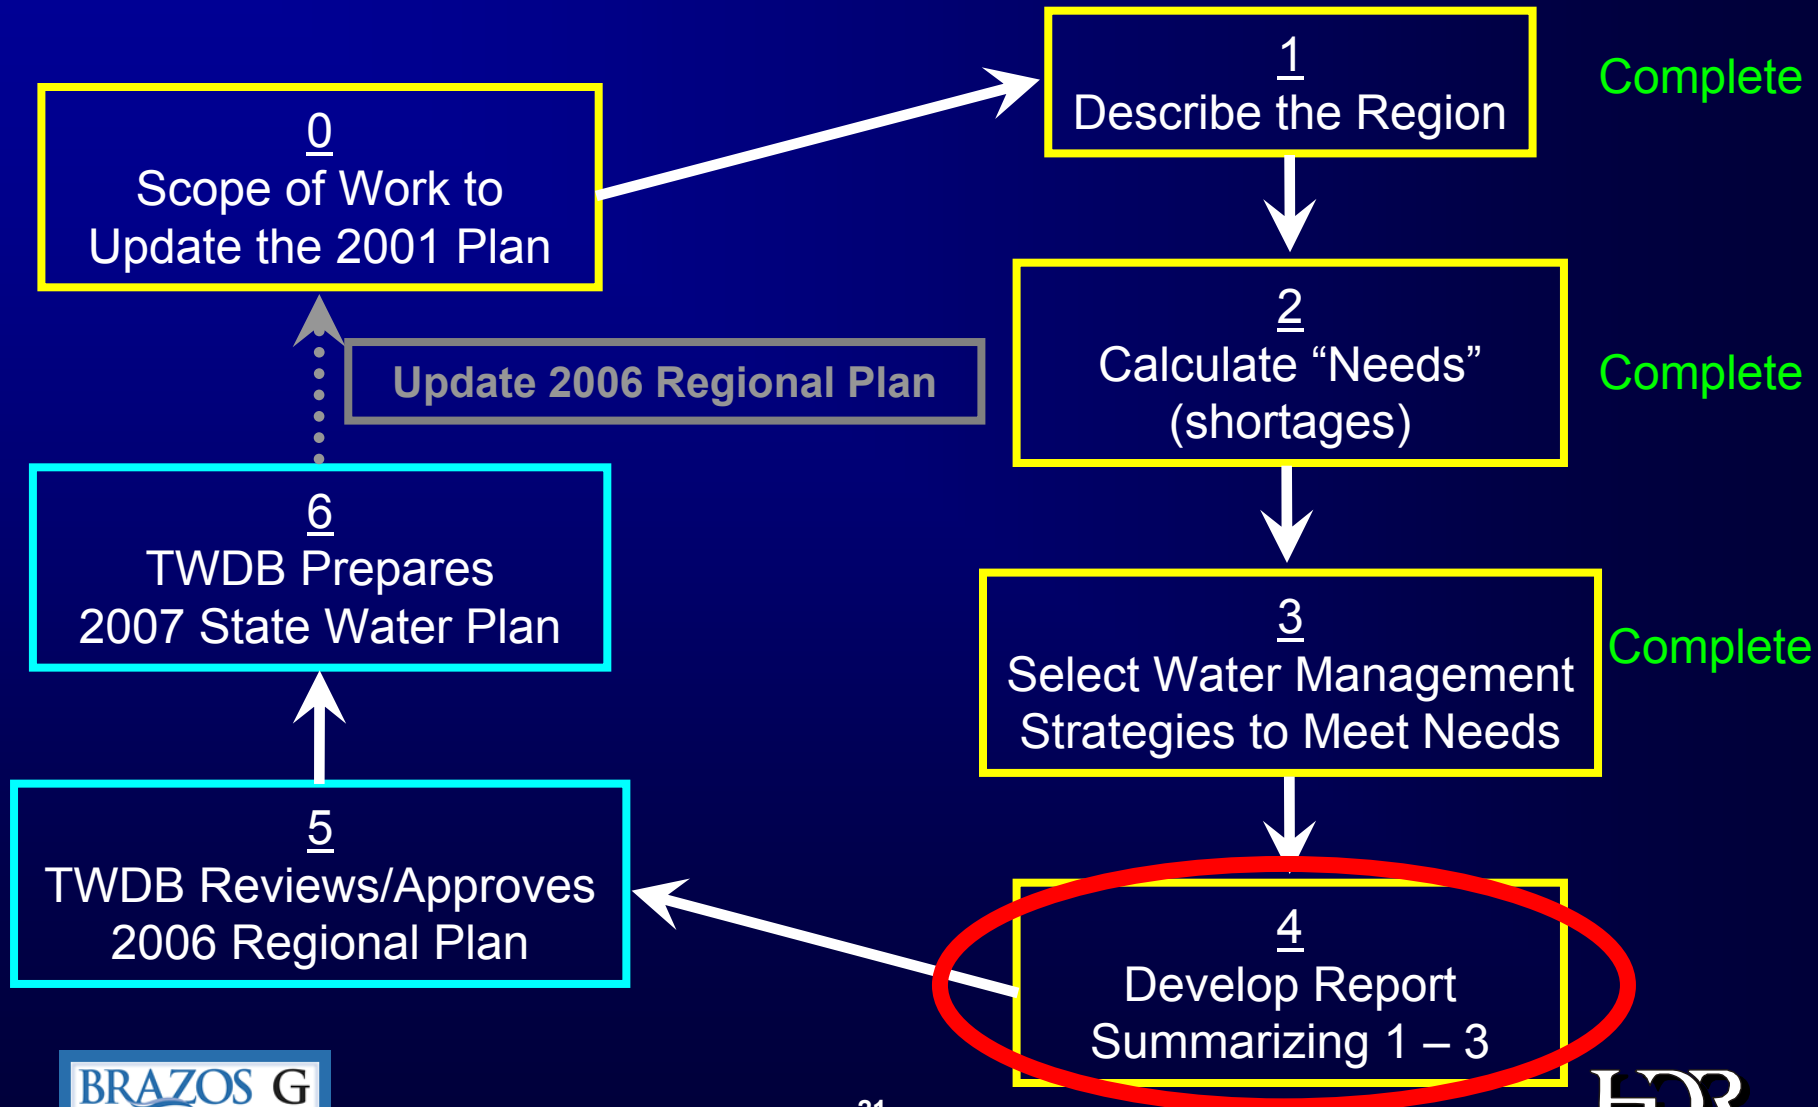 0
Scope of Work to
Update the 2001 Plan
1
Describe the Region
Complete
2
Calculate “Needs”
(shortages)
Complete
3
Select Water Management
Strategies to Meet Needs
Complete
4
Develop Report
Summarizing 1 – 3
5
TWDB Reviews/Approves
2006 Regional Plan
6
TWDB Prepares
2007 State Water Plan
Update 2006 Regional Plan
BRAZOS G
21
HDR